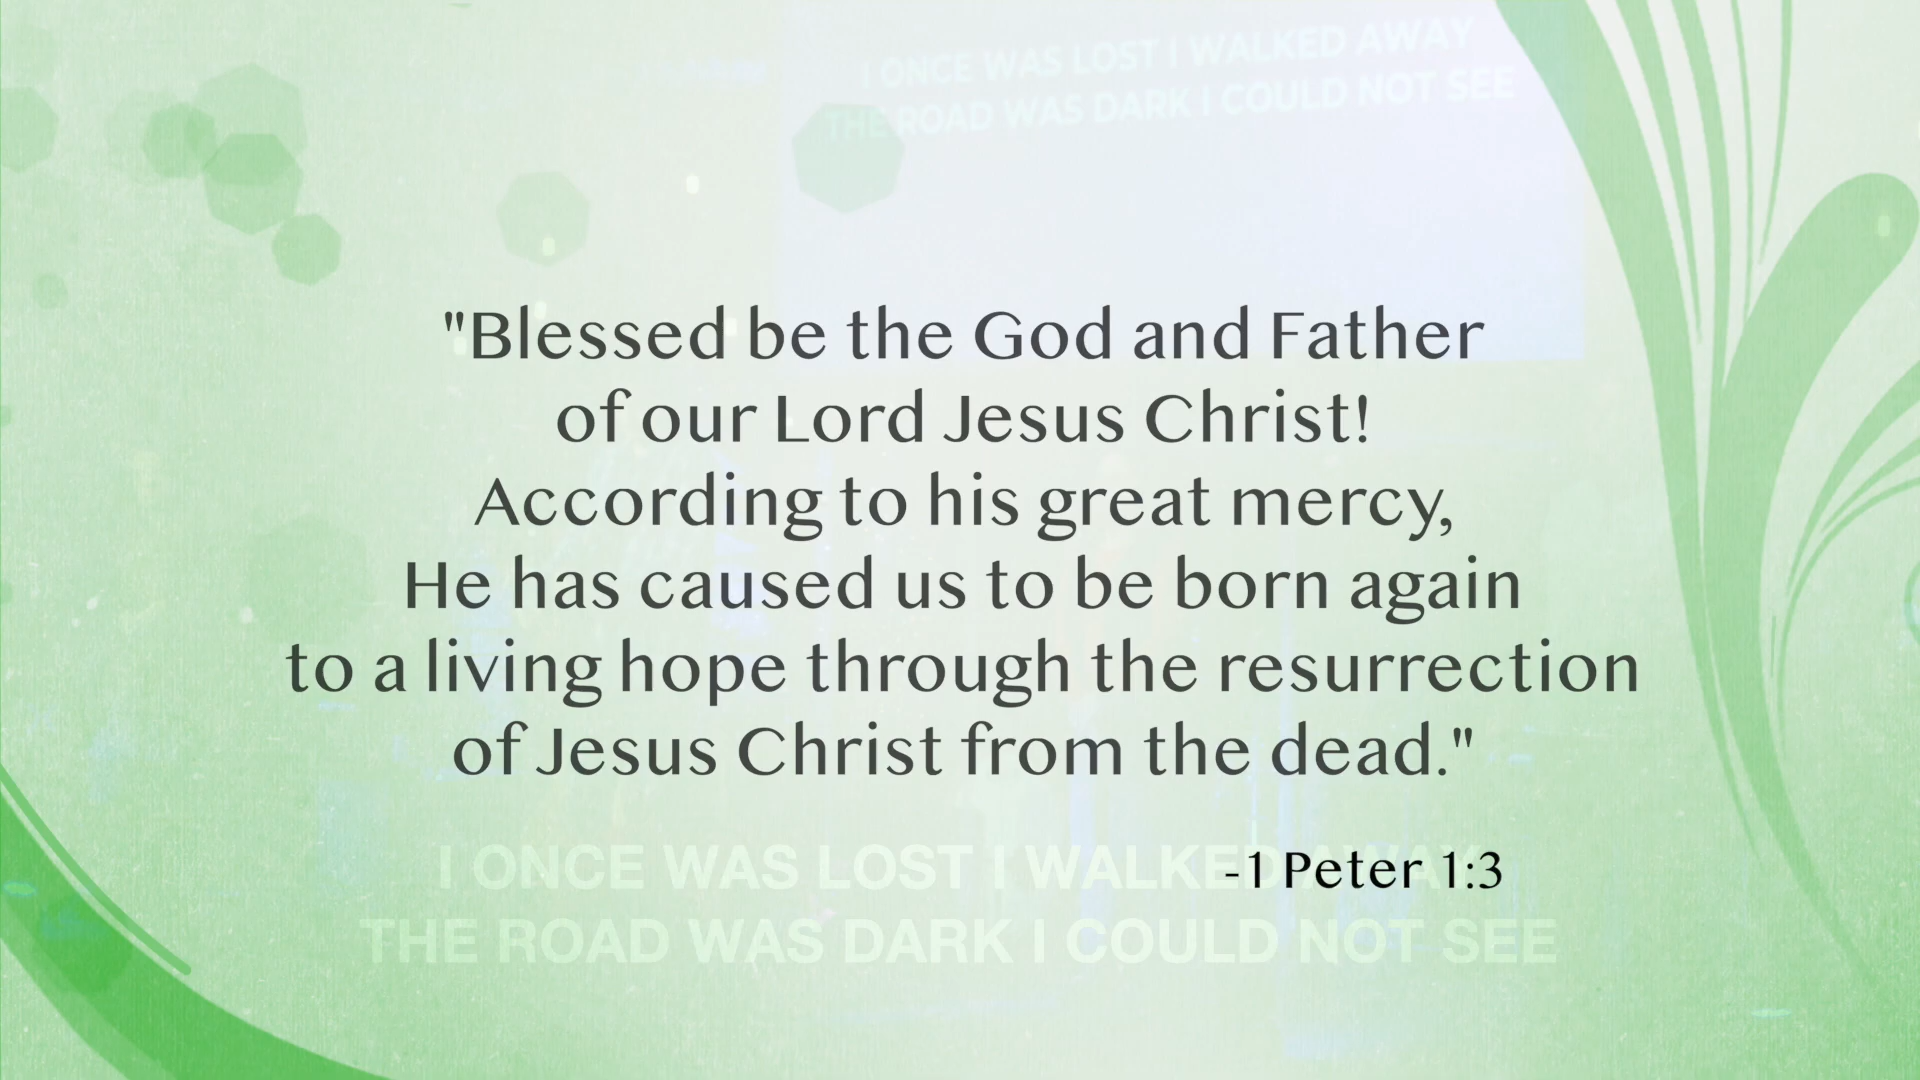 I ONCE WAS LOST I WALKED AWAY
THE ROAD WAS DARK I COULD NOT SEE
"Blessed be the God and Father
of our Lord Jesus Christ!
According to his great mercy,
He has caused us to be born again
to a living hope through the resurrection
of Jesus Christ from the dead."
-1 Peter 1:3
I ONCE WAS LOST I WALKED AWAY
THE ROAD WAS DARK I COULD NOT SEE